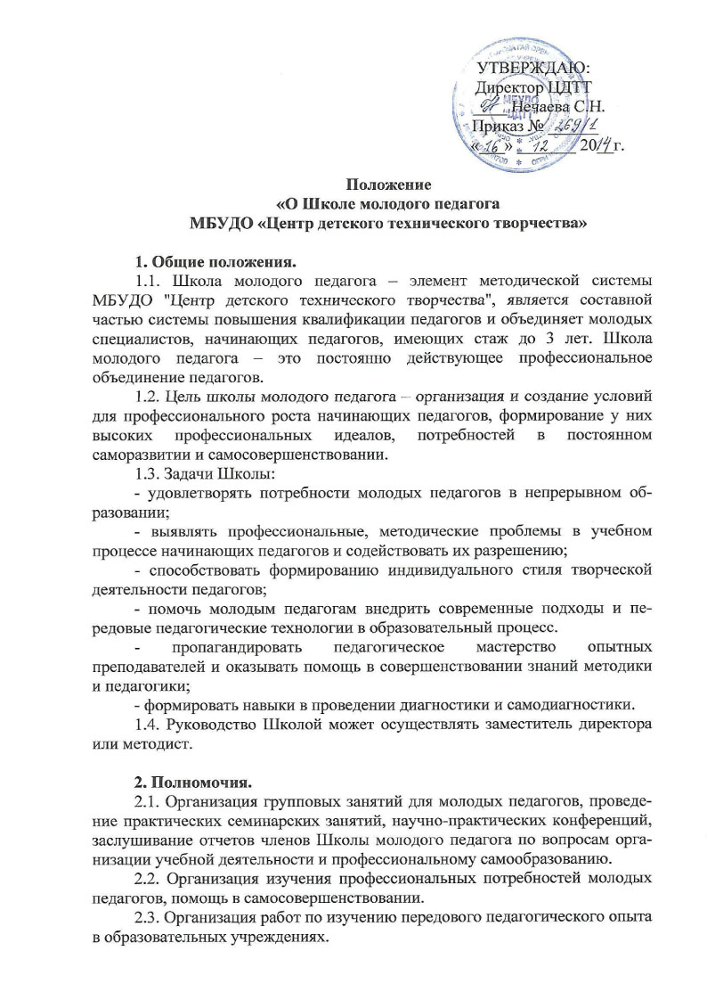 УТВЕРЖДАЮ:
Директор ЦДТТ
Нечаева С.Н.
Приказ № 269/1
«16» 12 2014 г.
МБУДО
"ЦДТТ"
Положение
«О Школе молодого педагога
МБУДО «Центр детского технического творчества»
1. Общие положения.
1.1. Школа молодого педагога – элемент методической системы
МБУДО "Центр детского технического творчества", является составной
частью системы повышения квалификации педагогов и объединяет молодых
специалистов, начинающих педагогов, имеющих стаж до 3 лет. Школа
молодого педагога – это постоянно действующее профессиональное
объединение педагогов.
1.2. Цель школы молодого педагога – организация и создание условий
для профессионального роста начинающих педагогов, формирование у них
высоких профессиональных идеалов, потребностей в постоянном
саморазвитии и самосовершенствовании.
1.3. Задачи Школы:
- удовлетворять потребности молодых педагогов в непрерывном об-
разовании;
- выявлять профессиональные, методические проблемы в учебном
процессе начинающих педагогов и содействовать их разрешению;
- способствовать формированию индивидуального стиля творческой
деятельности педагогов;
- помочь молодым педагогам внедрить современные подходы и пе-
редовые педагогические технологии в образовательный процесс.
- пропагандировать педагогическое мастерство опытных
преподавателей и оказывать помощь в совершенствовании знаний методики
и педагогики;
- формировать навыки в проведении диагностики и самодиагностики.
1.4. Руководство Школой может осуществлять заместитель директора
или методист.
2. Полномочия.
2.1. Организация групповых занятий для молодых педагогов, проведе-
ние практических семинарских занятий, научно-практических конференций,
заслушивание отчетов членов Школы молодого педагога по вопросам орга-
низации учебной деятельности и профессиональному самообразованию.
2.2. Организация изучения профессиональных потребностей молодых
педагогов, помощь в самосовершенствовании.
2.3. Организация работ по изучению передового педагогического опыта
в образовательных учреждениях.